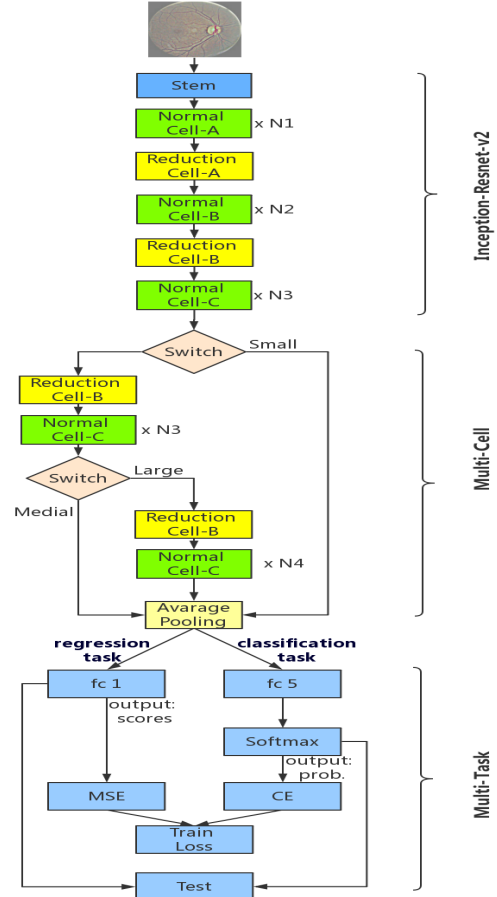 Stem
Normal
Cell-A
x N1
Reduction
Cell-A
Normal
Cell-B
x N2
Reduction
Cell-B
Normal
Cell-C
x N3
Inception-Resnet-v2
Switch
Small
Reduction
Cell-B
Normal
Cell-C
x N3
Switch
Large
Medial
Reduction
Cell-B
Normal
Cell-C
x N4
Avarage
Pooling
Multi-Cell
regression
task
classification
task
fc 1
fc 5
output:
scores
Softmax
output:
prob.
MSE
CE
Train
Loss
Test
Multi-Task